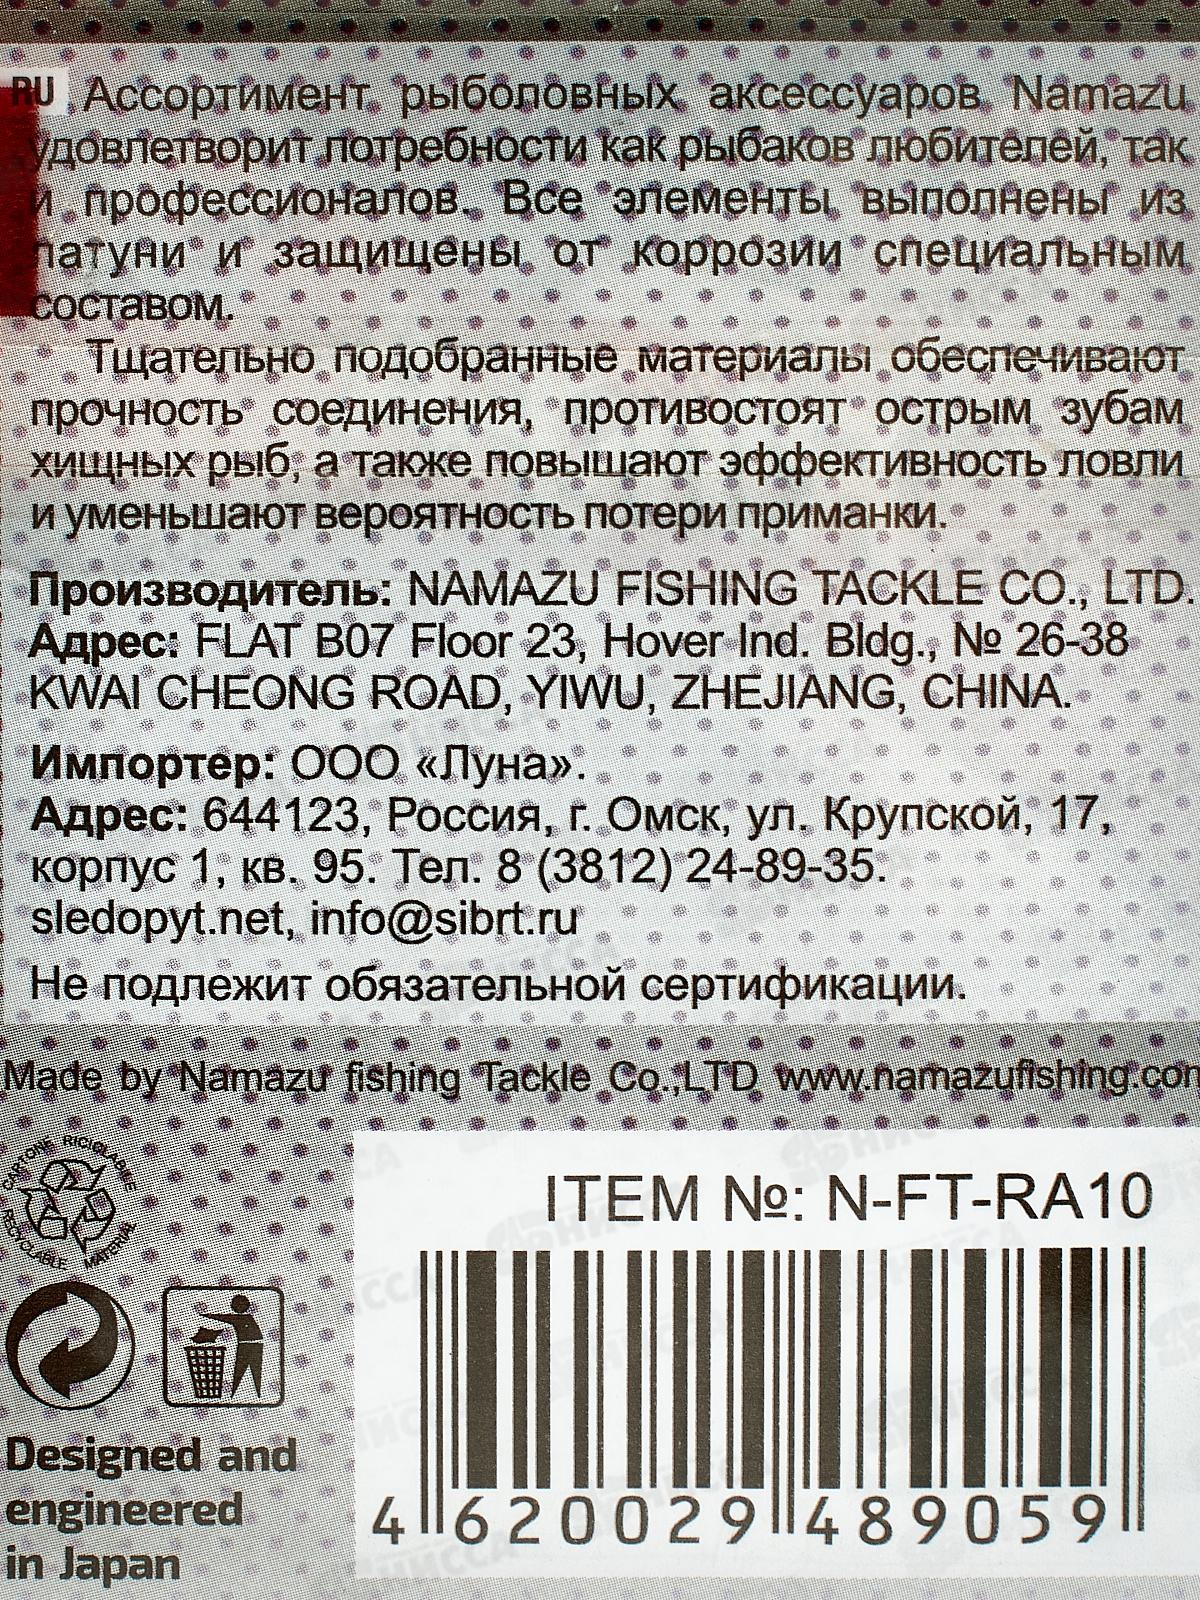 RU Ассортимент рыболовных аксессуаров Namazu
удовлетворит потребности как рыбаков любителей, так
и профессионалов. Все элементы выполнены из
латуни и защищены от коррозии специальным
составом.
Тщательно подобранные материалы обеспечивают
прочность соединения, противостоят острым зубам
хищных рыб, а также повышают эффективность ловли
и уменьшают вероятность потери приманки.
Производитель: NAMAZU FISHING TACKLE CO., LTD.
Адрес: FLAT B07 Floor 23, Hover Ind. Bldg., № 26-38
KWAI CHEONG ROAD, YIWU, ZHEJIANG, CHINA.
Импортер: ООО «Луна».
Адрес: 644123, Россия, г. Омск, ул. Крупской, 17,
корпус 1, кв. 95. Тел. 8 (3812) 24-89-35.
sledopyt.net, info@sibrt.ru
Не подлежит обязательной сертификации.
Made by Namazu fishing Tackle Co.,LTD www.namazufishing.com
CARTONE RICICLABILE
RECYCLABLE MATERIAL
ITEM №: N-FT-RA10
4 620029 489059
Designed and
engineered
in Japan